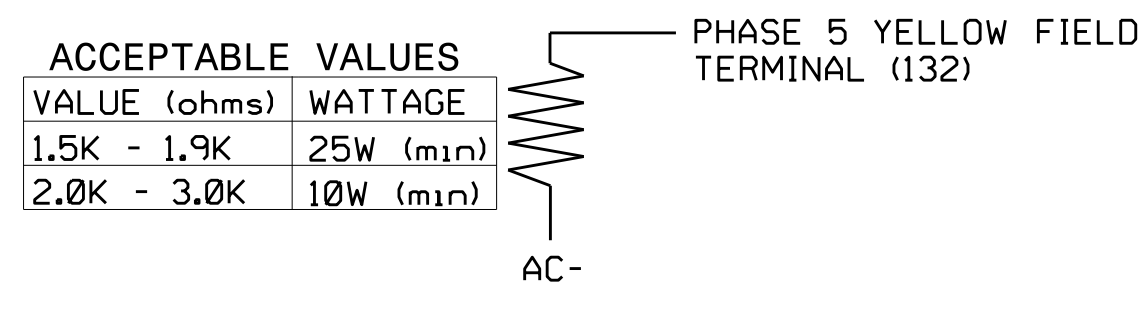 ACCEPTABLE VALUES
VALUE (ohms) WATTAGE
1.5K - 1.9K 25W (min)
2.0K - 3.0K 10W (min)
PHASE 5 YELLOW FIELD
TERMINAL (132)
AC-